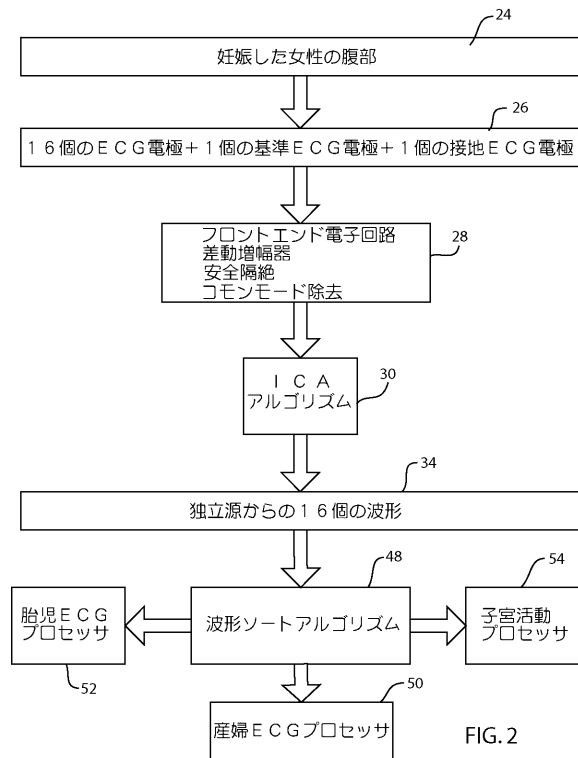 24
妊娠した女性の腹部
26
16個のECG電極+1個の基準ECG電極+1個の接地ECG電極
フロントエンド電子回路
差動増幅器
安全隔絶
コモンモード除去
28
ICA
アルゴリズム
30
34
独立源からの16個の波形
48
54
胎児ECG
プロセッサ
波形ソートアルゴリズム
子宮活動
プロセッサ
52
50
産婦ECGプロセッサ
FIG. 2